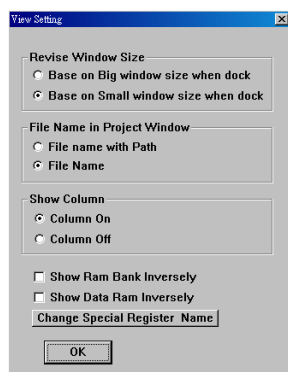 View Setting
Revise Window Size
Base on Big window size when dock
Base on Small window size when dock
File Name in Project Window
File name with Path
File Name
Show Column
Column On
Column Off
Show Ram Bank Inversely
Show Data Ram Inversely
Change Special Register Name
OK